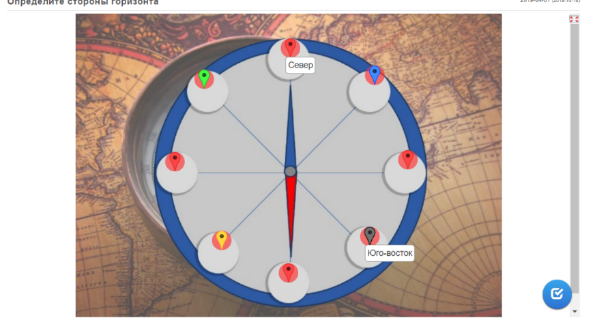 Определите стороны горизонта
Север
Юго-восток